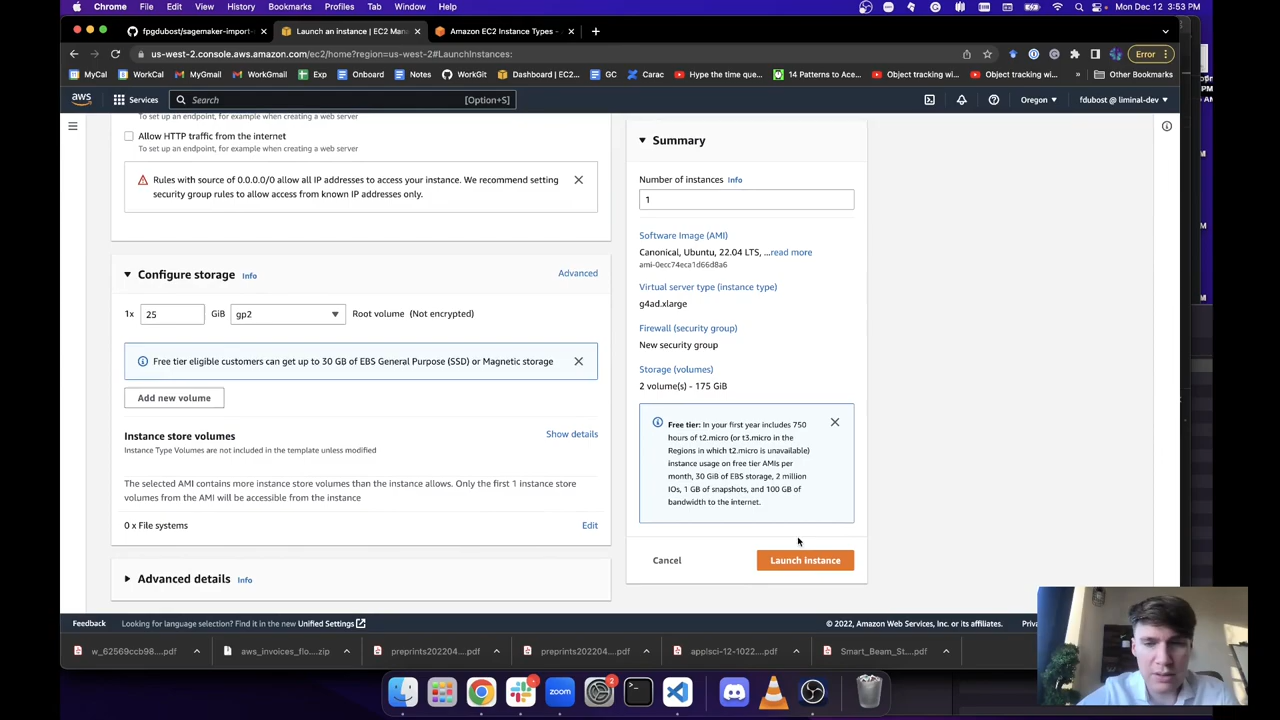 Chrome File Edit View History Bookmarks Profiles Tab Window Help
Mon Dec 12 3:53 PM
fpgdubost/sagemaker-import-
Launch an instance | EC2 Man
Amazon EC2 Instance Types -
us-west-2.console.aws.amazon.com/ec2/home?region=us-west-2#LaunchInstances:
Error
MyCal WorkCal MyGmail WorkGmail Exp Onboard Notes WorkGit Dashboard | EC2... GC Carac Hype the time que... 14 Patterns to Ace... Object tracking wi... Object tracking wi... » Other Bookmarks
aws Services Search [Option+S] Oregon fdubost @ liminal-dev
To set up an endpoint, for example when creating a web server
Allow HTTP traffic from the internet
To set up an endpoint, for example when creating a web server
Rules with source of 0.0.0.0/0 allow all IP addresses to access your instance. We recommend setting
security group rules to allow access from known IP addresses only.
Configure storage Info Advanced
1x 25 GiB gp2 Root volume (Not encrypted)
Free tier eligible customers can get up to 30 GB of EBS General Purpose (SSD) or Magnetic storage
Add new volume
Instance store volumes Show details
Instance Type Volumes are not included in the template unless modified
The selected AMI contains more instance store volumes than the instance allows. Only the first 1 instance store
volumes from the AMI will be accessible from the instance
0 x File systems Edit
Advanced details Info
Summary
Number of instances Info
1
Software Image (AMI)
Canonical, Ubuntu, 22.04 LTS, ...read more
ami-0ecc74eca1d66d8a6
Virtual server type (instance type)
g4ad.xlarge
Firewall (security group)
New security group
Storage (volumes)
2 volume(s) - 175 GiB
Free tier: In your first year includes 750
hours of t2.micro (or t3.micro in the
Regions in which t2.micro is unavailable)
instance usage on free tier AMIs per
month, 30 GiB of EBS storage, 2 million
IOs, 1 GB of snapshots, and 100 GB of
bandwidth to the internet.
Cancel Launch instance
Feedback Looking for language selection? Find it in the new Unified Settings © 2022, Amazon Web Services, Inc. or its affiliates.
w_62569ccb98....pdf aws_invoices_flo....zip preprints202204....pdf preprints202204....pdf applsci-12-1022....pdf Smart_Beam_St....pdf
zoom
2